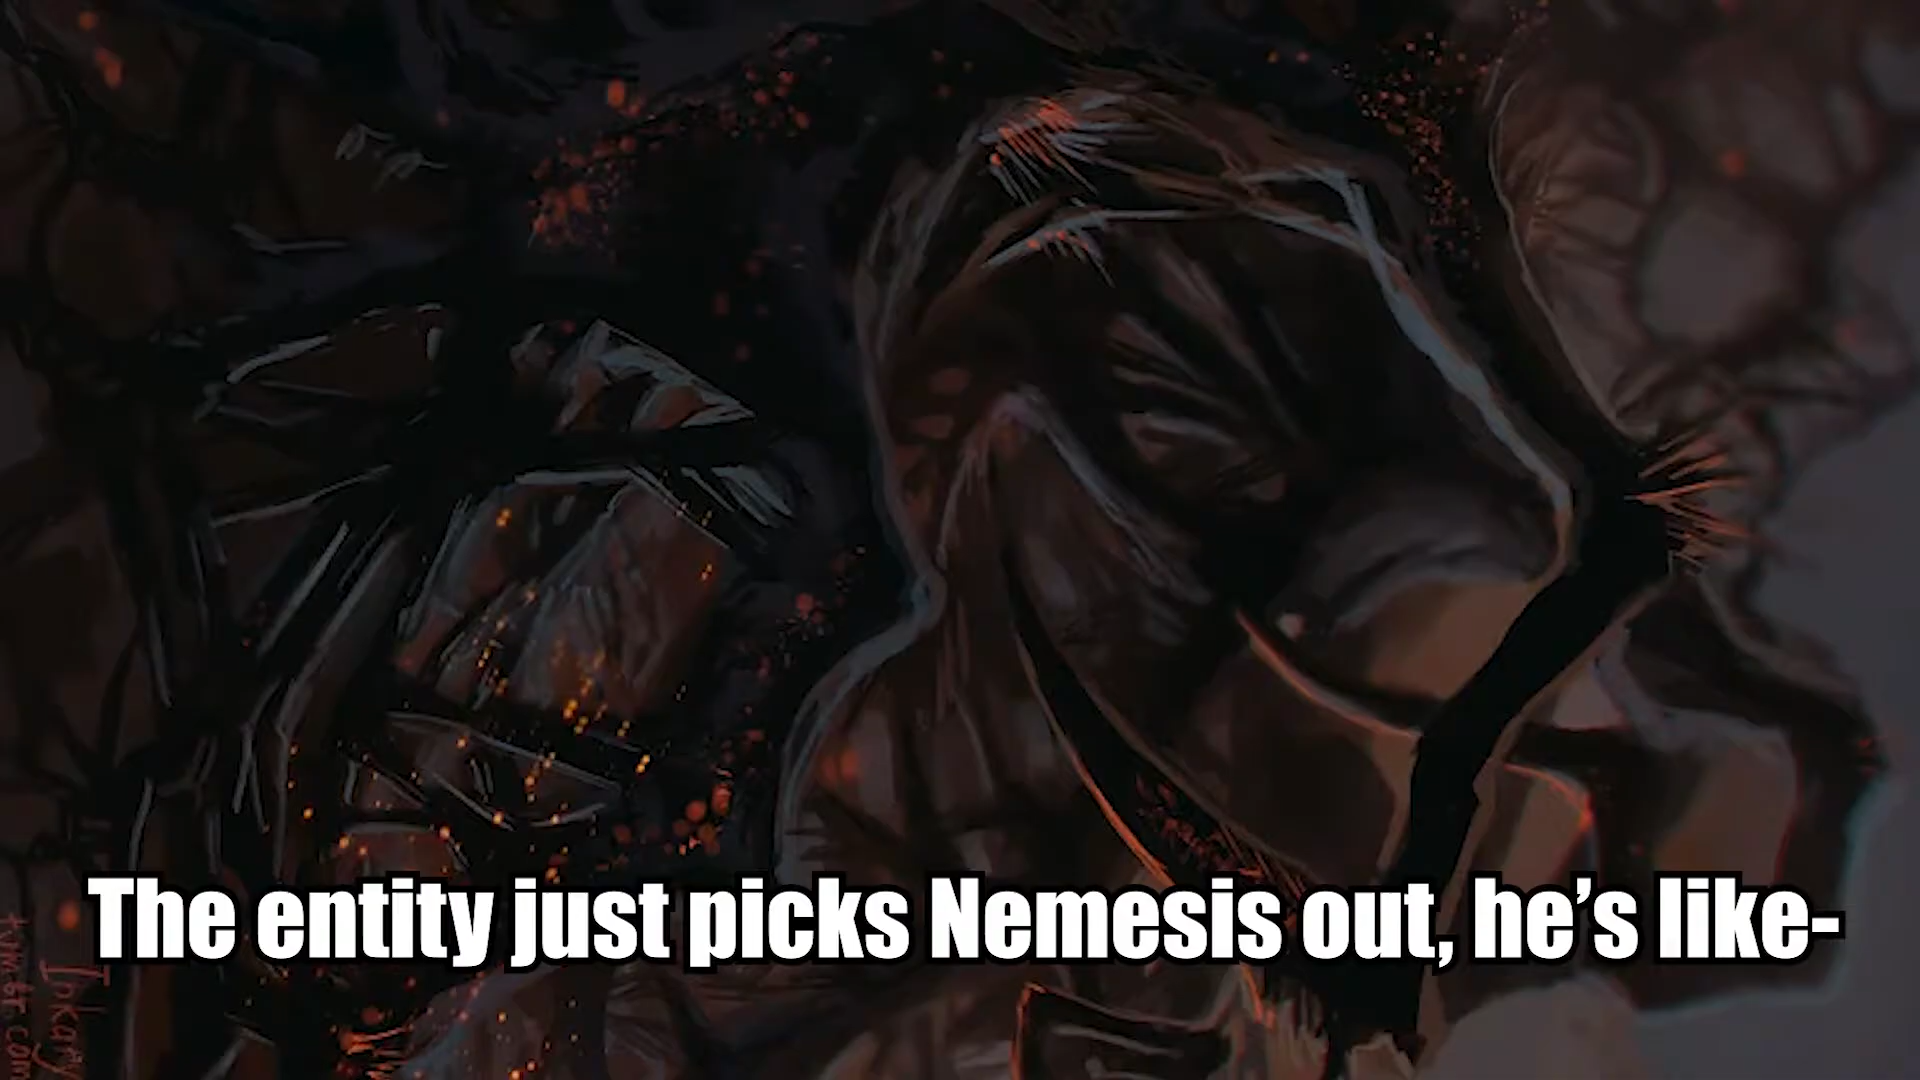 The entity just picks Nemesis out, he’s like-